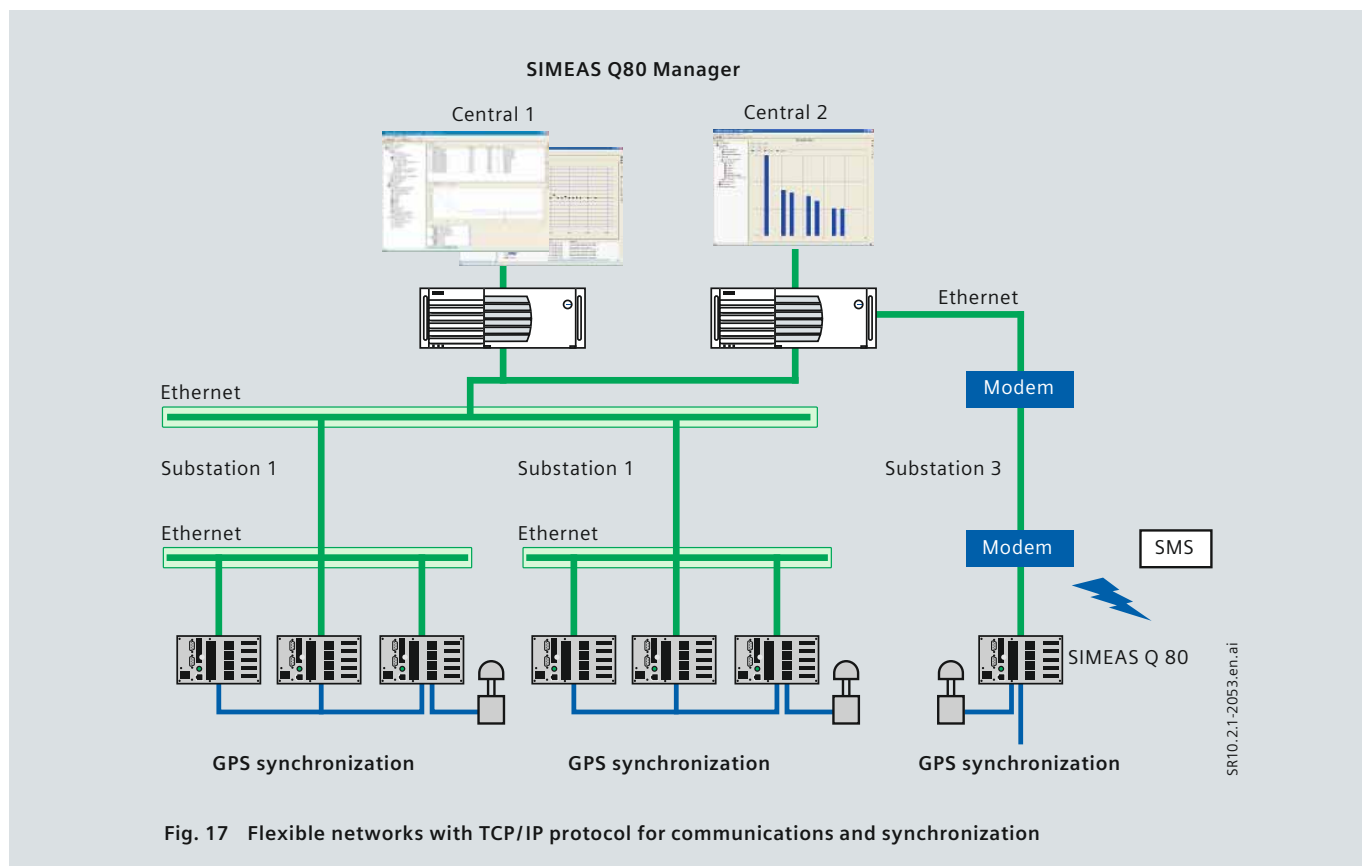 SIMEAS Q80 Manager
Central 1
Central 2
Ethernet
Modem
Ethernet
Substation 1
Substation 1
Substation 3
Ethernet
Ethernet
Modem
SMS
SIMEAS Q 80
GPS synchronization
GPS synchronization
GPS synchronization
SR10.2.1-2053.en.ai
Fig. 17 Flexible networks with TCP/IP protocol for communications and synchronization